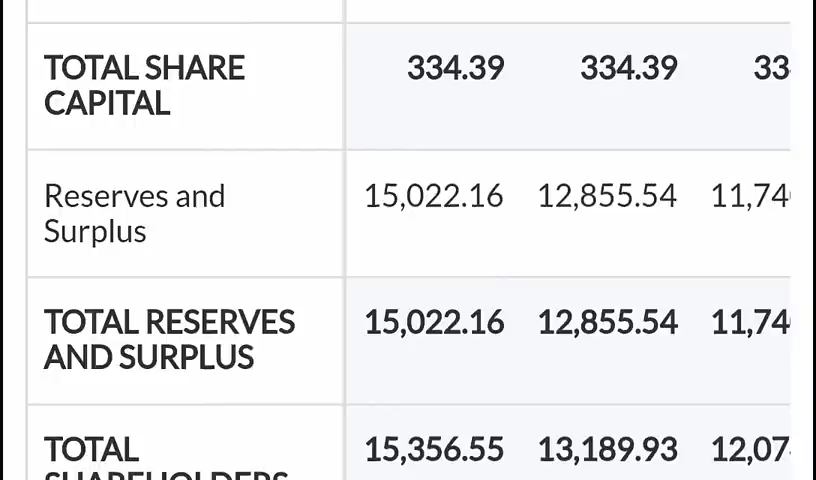 TOTAL SHARE CAPITAL 334.39 334.39
Reserves and Surplus 15,022.16 12,855.54
TOTAL RESERVES AND SURPLUS 15,022.16 12,855.54
TOTAL SHAREHOLDERS 15,356.55 13,189.93